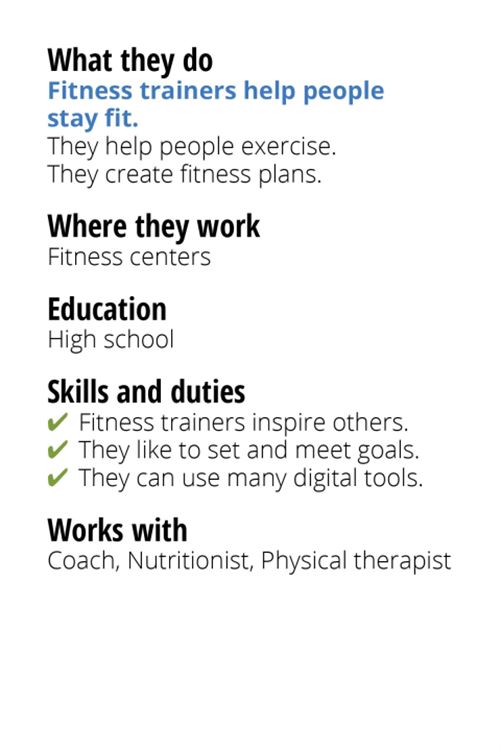 What they do
Fitness trainers help people
stay fit.
They help people exercise.
They create fitness plans.
Where they work
Fitness centers
Education
High school
Skills and duties
✔ Fitness trainers inspire others.
✔ They like to set and meet goals.
✔ They can use many digital tools.
Works with
Coach, Nutritionist, Physical therapist